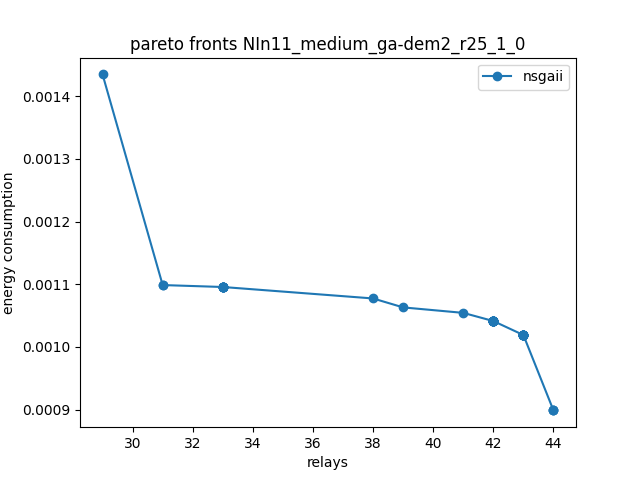 pareto fronts NIn11_medium_ga-dem2_r25_1_0
nsgaii
energy consumption
0.0014
0.0013
0.0012
0.0011
0.0010
0.0009
30 32 34 36 38 40 42 44
relays